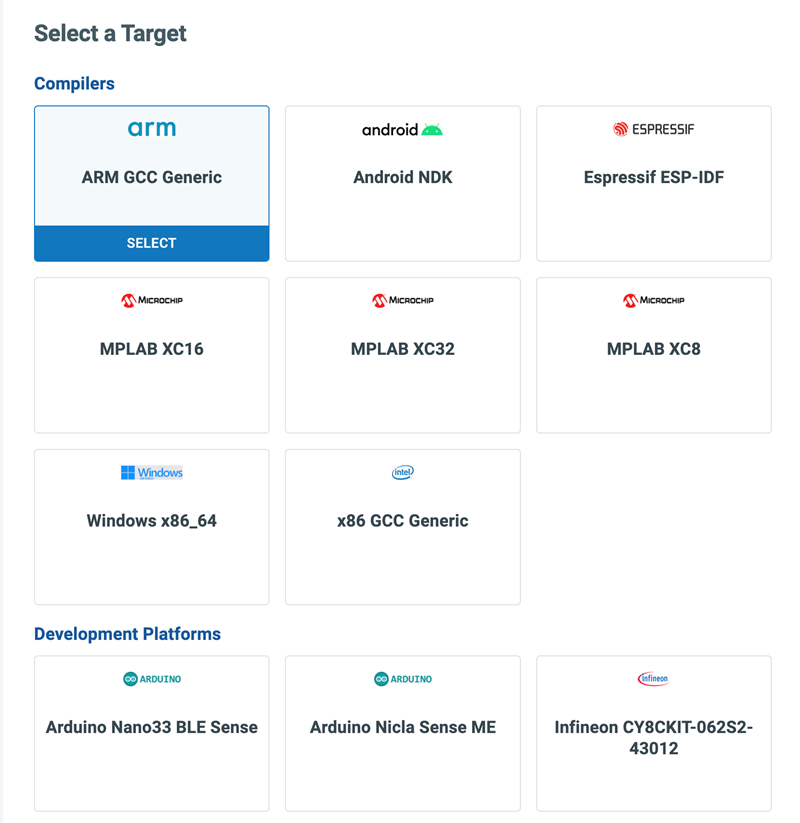 Select a Target
Compilers
arm
ARM GCC Generic
SELECT
android
Android NDK
ESPRESSIF
Espressif ESP-IDF
MICROCHIP
MPLAB XC16
MICROCHIP
MPLAB XC32
MICROCHIP
MPLAB XC8
Windows
Windows x86_64
intel
x86 GCC Generic
Development Platforms
ARDUINO
Arduino Nano33 BLE Sense
ARDUINO
Arduino Nicla Sense ME
infineon
Infineon CY8CKIT-062S2-
43012